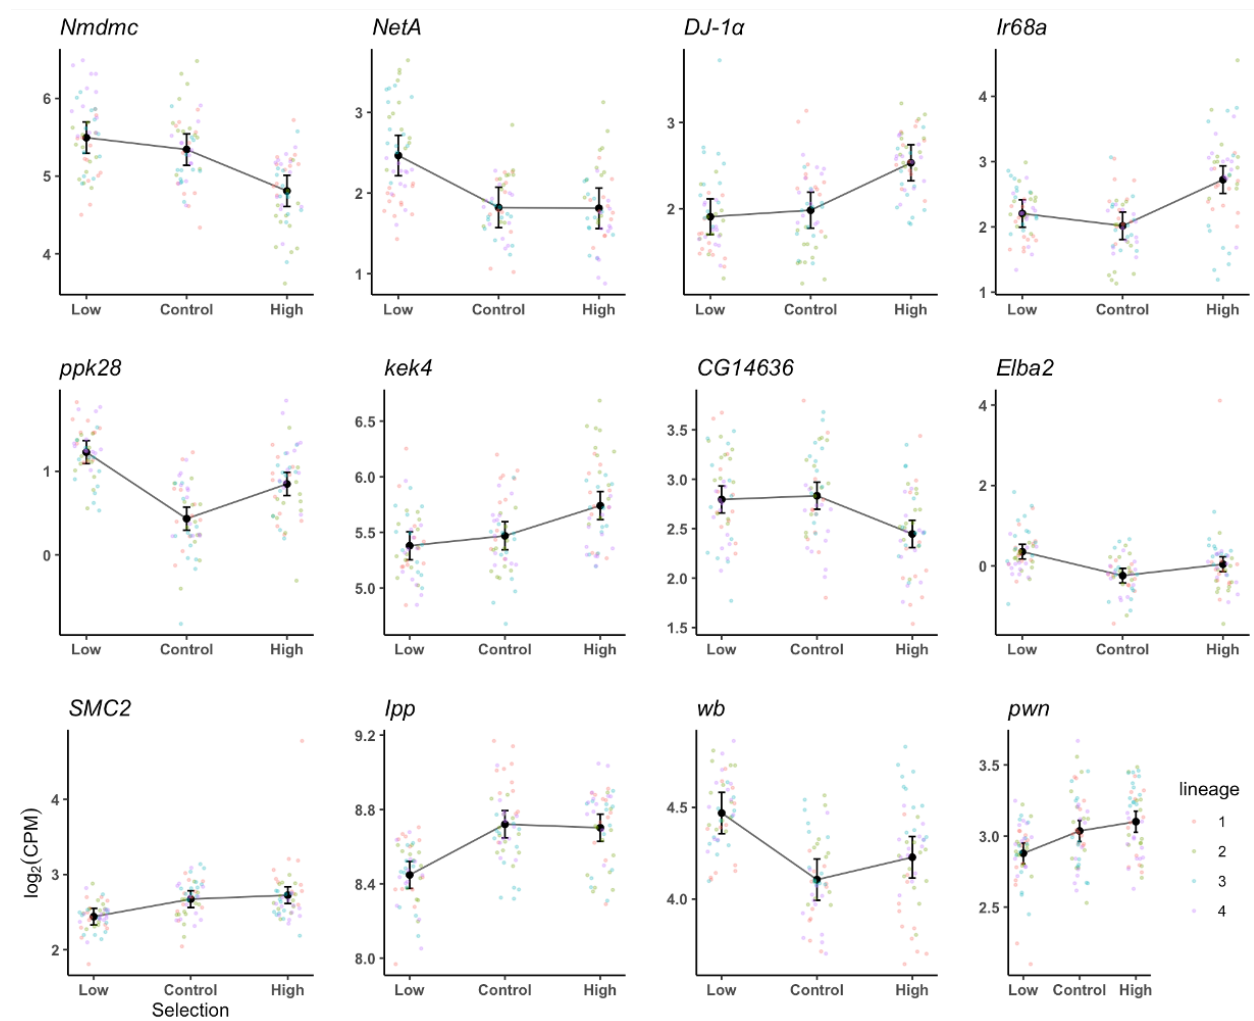 Nmdmc
NetA
DJ-1α
Ir68a
6
5
4
Low Control High
3
2
1
Low Control High
3
2
Low Control High
4
3
2
1
Low Control High
ppk28
kek4
CG14636
Elba2
1
0
Low Control High
6.5
6.0
5.5
5.0
Low Control High
3.5
3.0
2.5
2.0
1.5
Low Control High
4
2
0
Low Control High
SMC2
Ipp
wb
pwn
log₂(CPM)
4
3
2
Low Control High
Selection
9.2
8.8
8.4
8.0
Low Control High
4.5
4.0
Low Control High
3.5
3.0
2.5
Low Control High
lineage
1
2
3
4